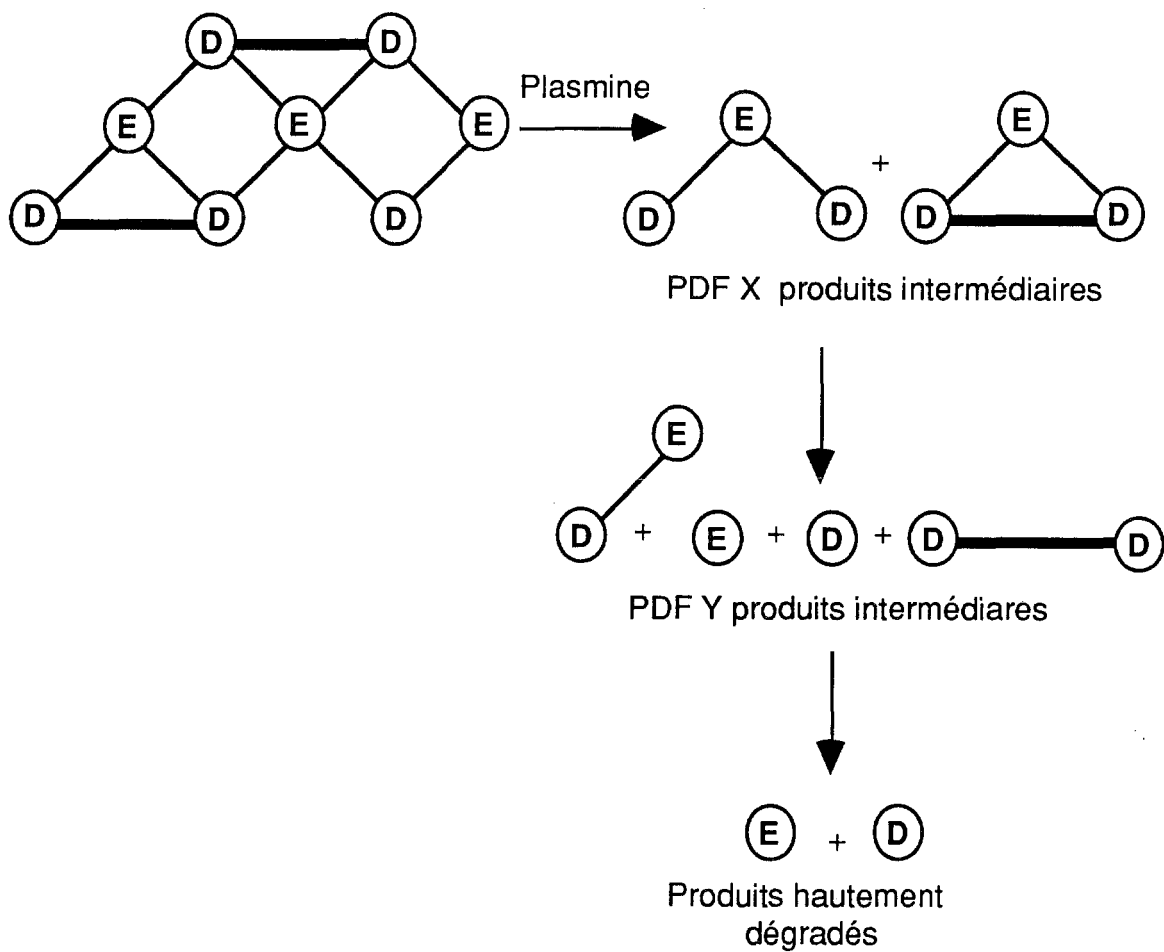 D D
Plasmine
E E E
E + E
D D D
D D D D
PDF X produits intermédiaires
E
D + E + D + D D
PDF Y produits intermédiares
E + D
Produits hautement
dégradés